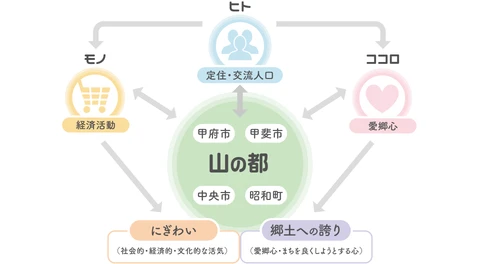 ヒト
定住・交流人口
モノ
経済活動
ココロ
愛郷心
甲府市
甲斐市
山の都
中央市
昭和町
にぎわい
（社会的・経済的・文化的な活気）
郷土への誇り
（愛郷心・まちを良くしようとする心）